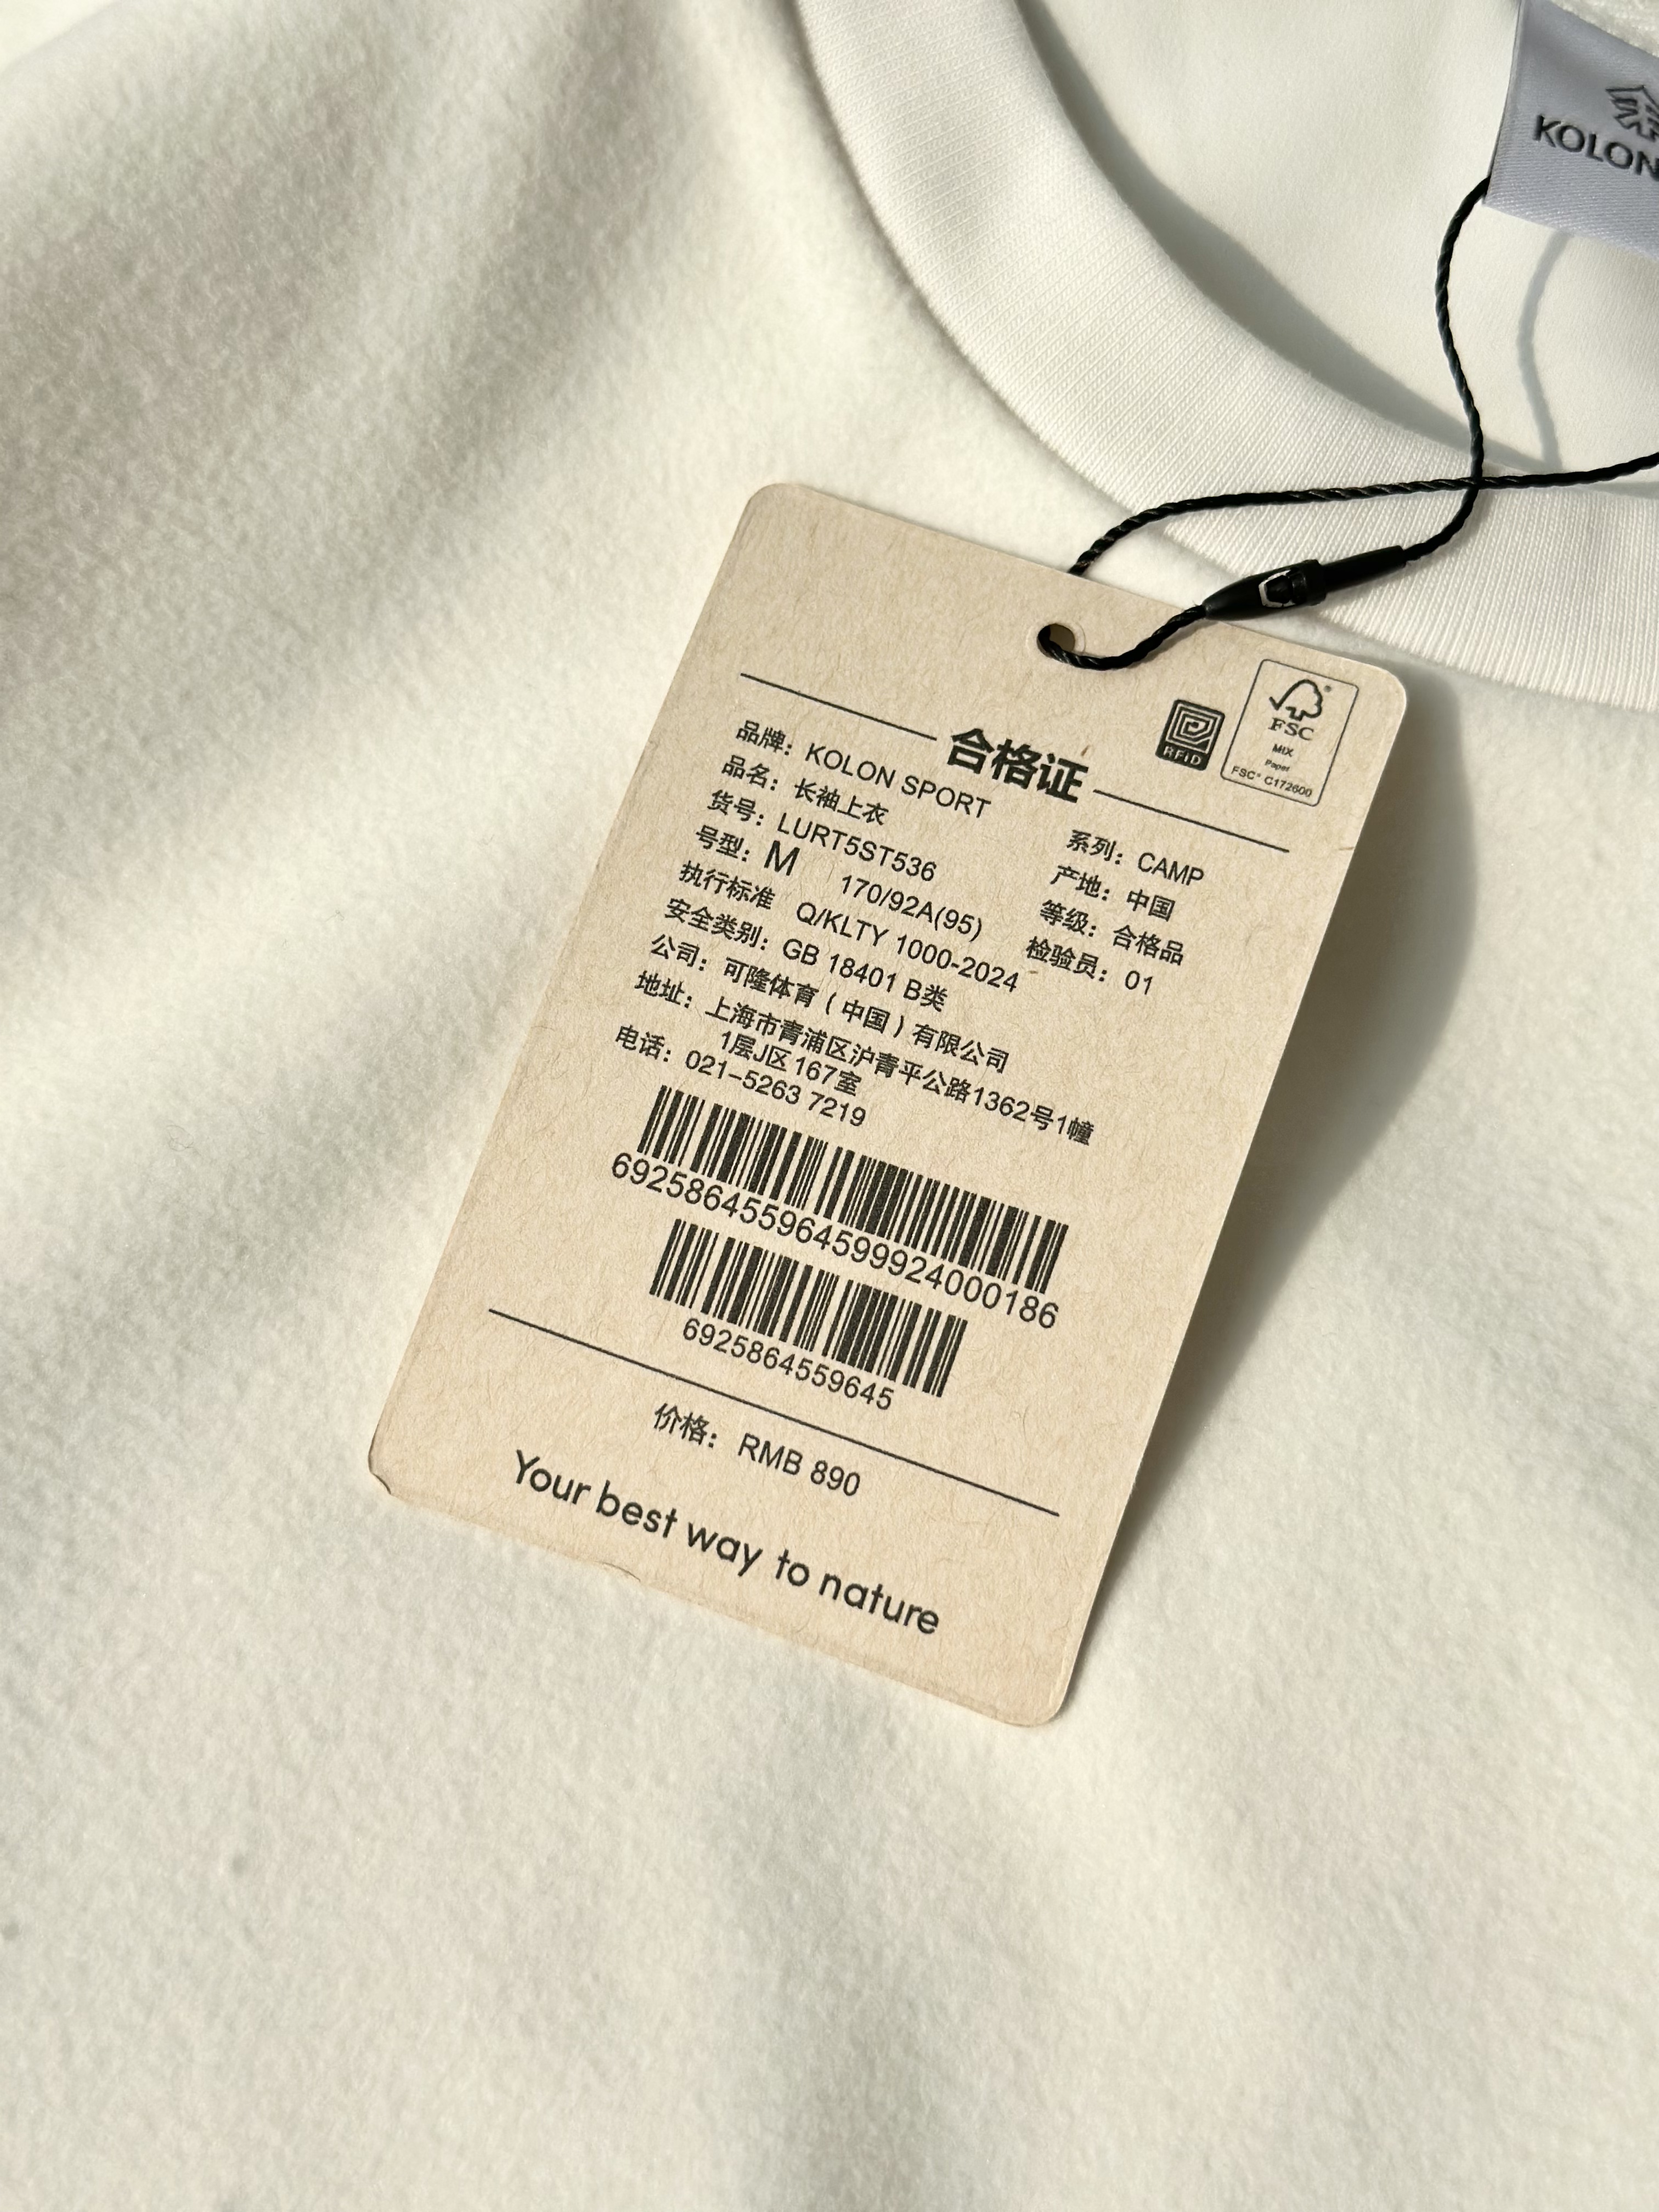 KOLON
RFID
FSC®
MIX
Paper
FSC® C172600
合格证
品牌：KOLON SPORT
品名：长袖上衣
系列：CAMP
货号：LURT5ST536
产地：中国
号型：M 170/92A(95)
等级：合格品
执行标准 Q/KLTY 1000-2024
检验员：01
安全类别：GB 18401 B类
公司：可隆体育（中国）有限公司
地址：上海市青浦区沪青平公路1362号1幢
1层J区167室
电话：021-5263 7219
692586455964599924000186
6925864559645
价格：RMB 890
Your best way to nature